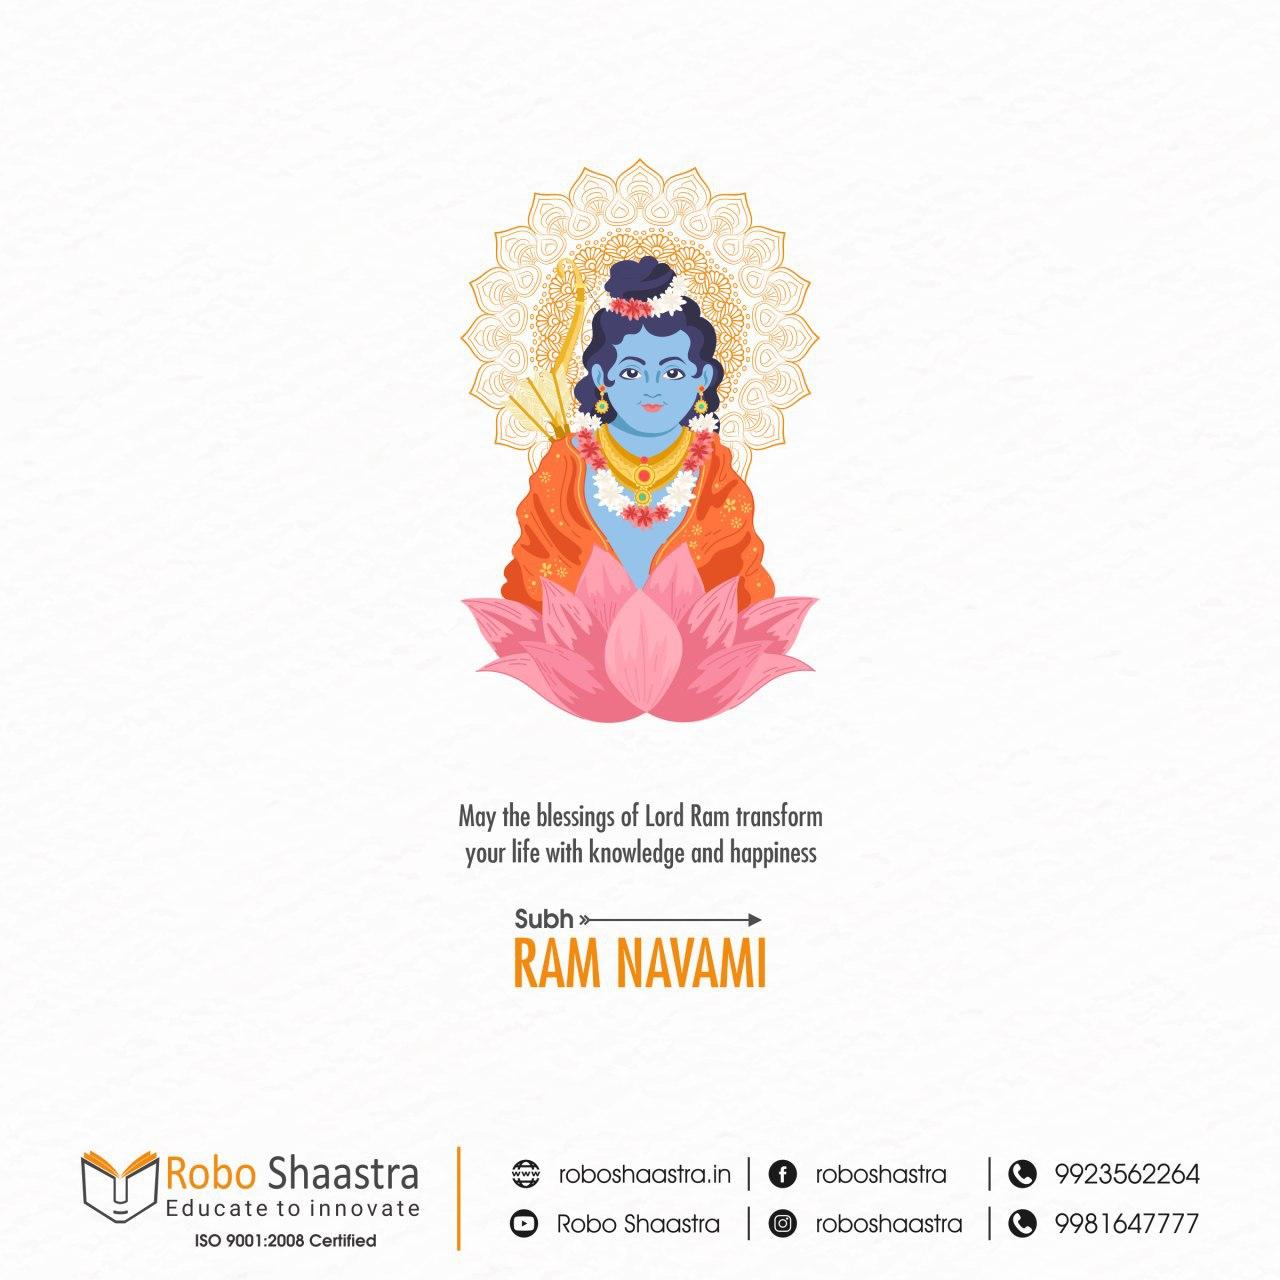 May the blessings of Lord Ram transform
your life with knowledge and happiness
Subh
RAM NAVAMI
Robo Shaastra
Educate to innovate
ISO 9001:2008 Certified
www roboshaastra.in
f roboshastra
9923562264
Robo Shaastra
roboshaastra
9981647777